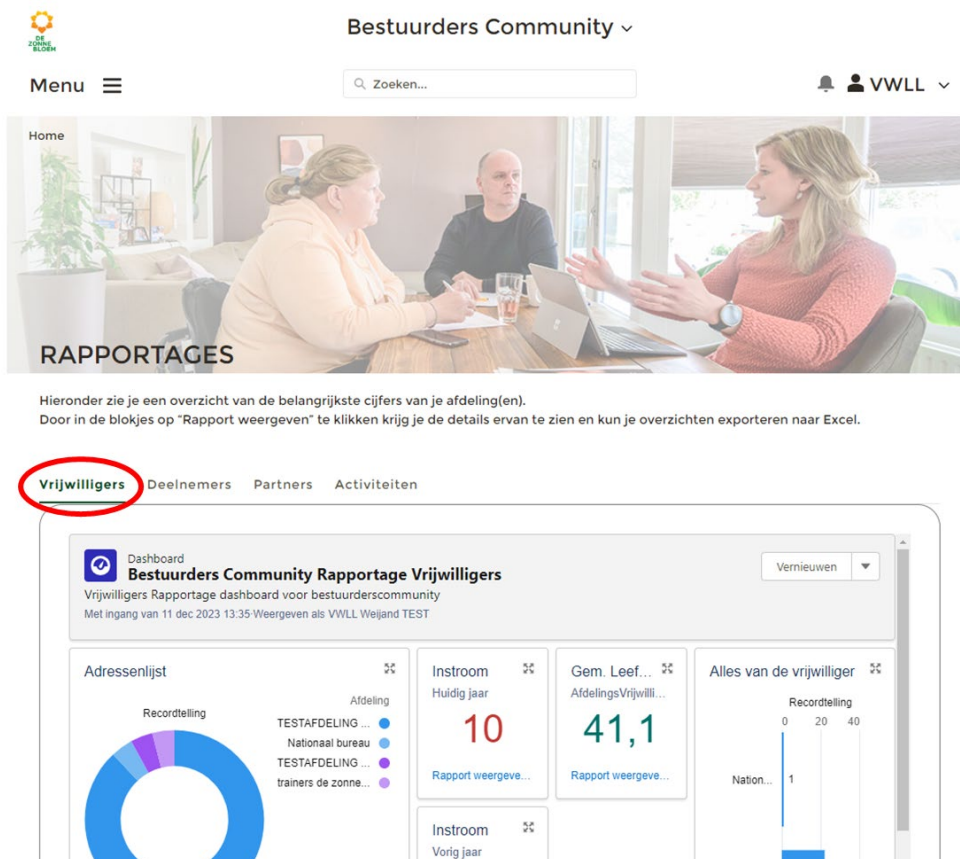 DE
ZONNE
BLOEM
Bestuurders Community
Menu
Zoeken...
VWLL
Home
RAPPORTAGES
Hieronder zie je een overzicht van de belangrijkste cijfers van je afdeling(en).
Door in de blokjes op "Rapport weergeven" te klikken krijg je de details ervan te zien en kun je overzichten exporteren naar Excel.
Vrijwilligers Deelnemers Partners Activiteiten
Dashboard
Bestuurders Community Rapportage Vrijwilligers
Vrijwilligers Rapportage dashboard voor bestuurderscommunity
Met ingang van 11 dec 2023 13:35·Weergeven als VWLL Weijand TEST
Vernieuwen
Adressenlijst
Recordtelling
Afdeling
TESTAFDELING ...
Nationaal bureau
TESTAFDELING ...
trainers de zonne...
Instroom
Huidig jaar
10
Rapport weergeve...
Gem. Leef...
AfdelingsVrijwilli...
41,1
Rapport weergeve...
Alles van de vrijwilliger
Recordtelling
0 20 40
Nation... 1
Instroom
Vorig jaar